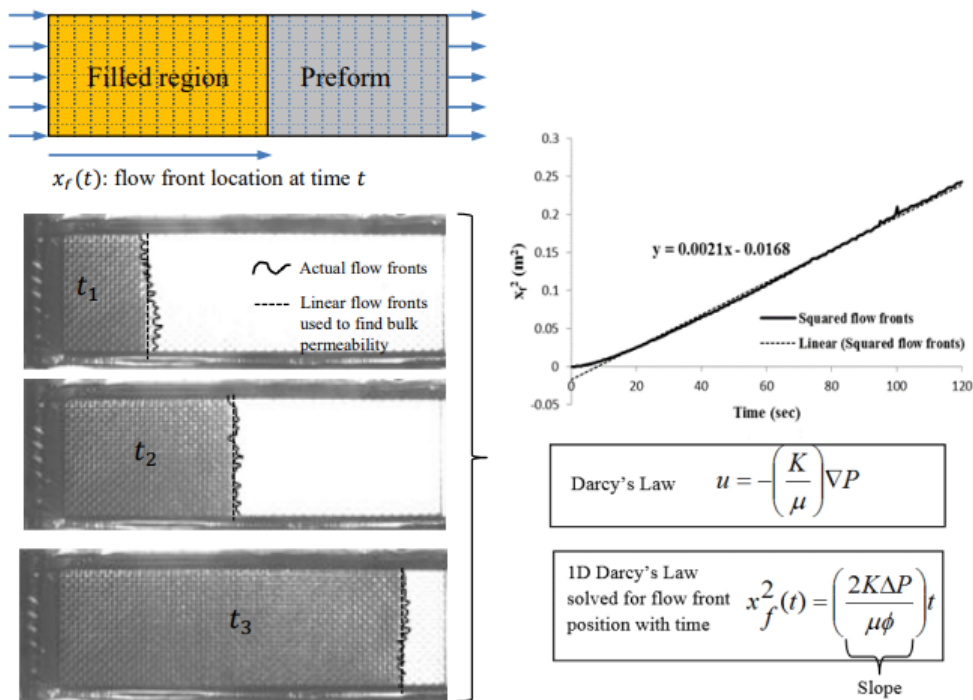 Filled region
Preform
x_f(t): flow front location at time t
t_1
Actual flow fronts
Linear flow fronts
used to find bulk
permeability
t_2
t_3
0.3
0.25
0.2
0.15
0.1
0.05
0
-0.05
x_f^2 (m^2)
y = 0.0021x - 0.0168
Squared flow fronts
Linear (Squared flow fronts)
0
20
40
60
80
100
120
Time (sec)
Darcy's Law u = -(K/μ)∇P
1D Darcy's Law
solved for flow front
position with time
x_f^2(t) = (2KΔP/μϕ)t
Slope